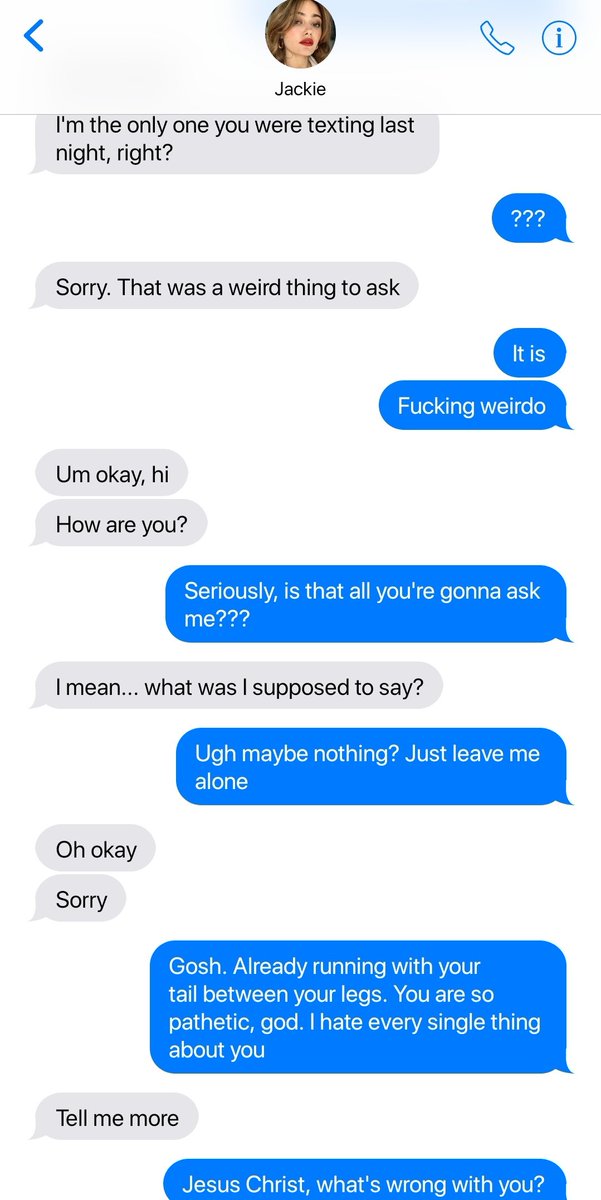 Jackie
I'm the only one you were texting last
night, right?
???
Sorry. That was a weird thing to ask
It is
Fucking weirdo
Um okay, hi
How are you?
Seriously, is that all you're gonna ask
me???
I mean... what was I supposed to say?
Ugh maybe nothing? Just leave me
alone
Oh okay
Sorry
Gosh. Already running with your
tail between your legs. You are so
pathetic, god. I hate every single thing
about you
Tell me more
Jesus Christ, what's wrong with you?